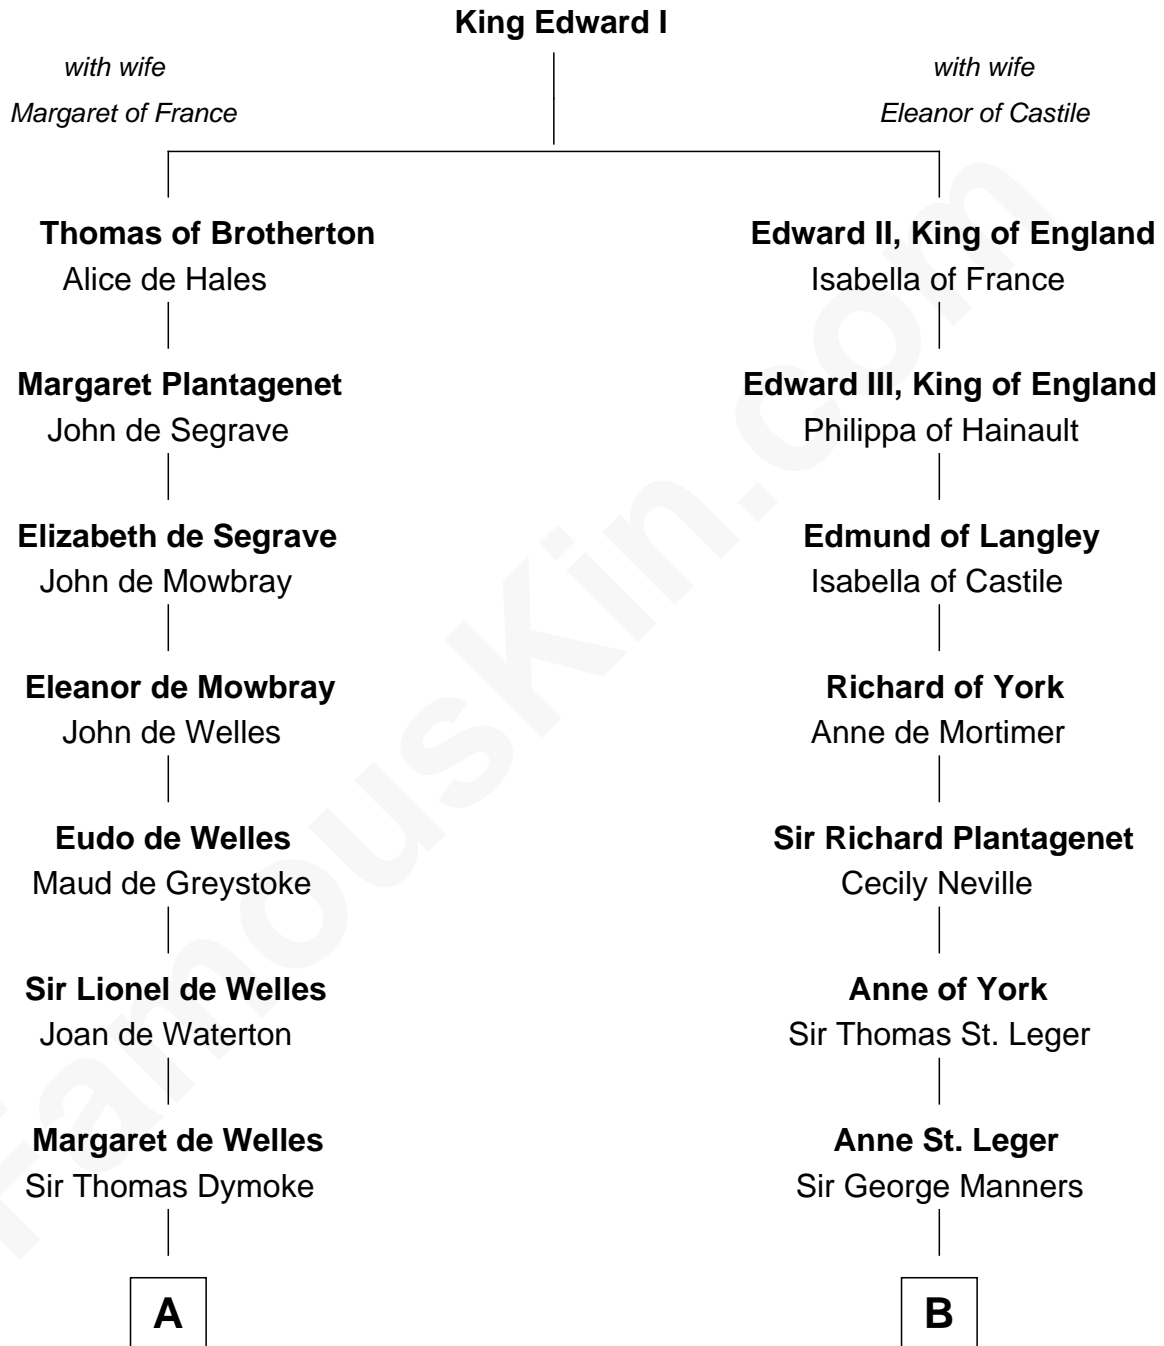 King Edward I
with wife
Margaret of France
with wife
Eleanor of Castile
Thomas of Brotherton
Alice de Hales
Edward II, King of England
Isabella of France
Margaret Plantagenet
John de Segrave
Edward III, King of England
Philippa of Hainault
Elizabeth de Segrave
John de Mowbray
Edmund of Langley
Isabella of Castile
Eleanor de Mowbray
John de Welles
Richard of York
Anne de Mortimer
Eudo de Welles
Maud de Greystoke
Sir Richard Plantagenet
Cecily Neville
Sir Lionel de Welles
Joan de Waterton
Anne of York
Sir Thomas St. Leger
Margaret de Welles
Sir Thomas Dymoke
Anne St. Leger
Sir George Manners
A
B
FamousKin.com